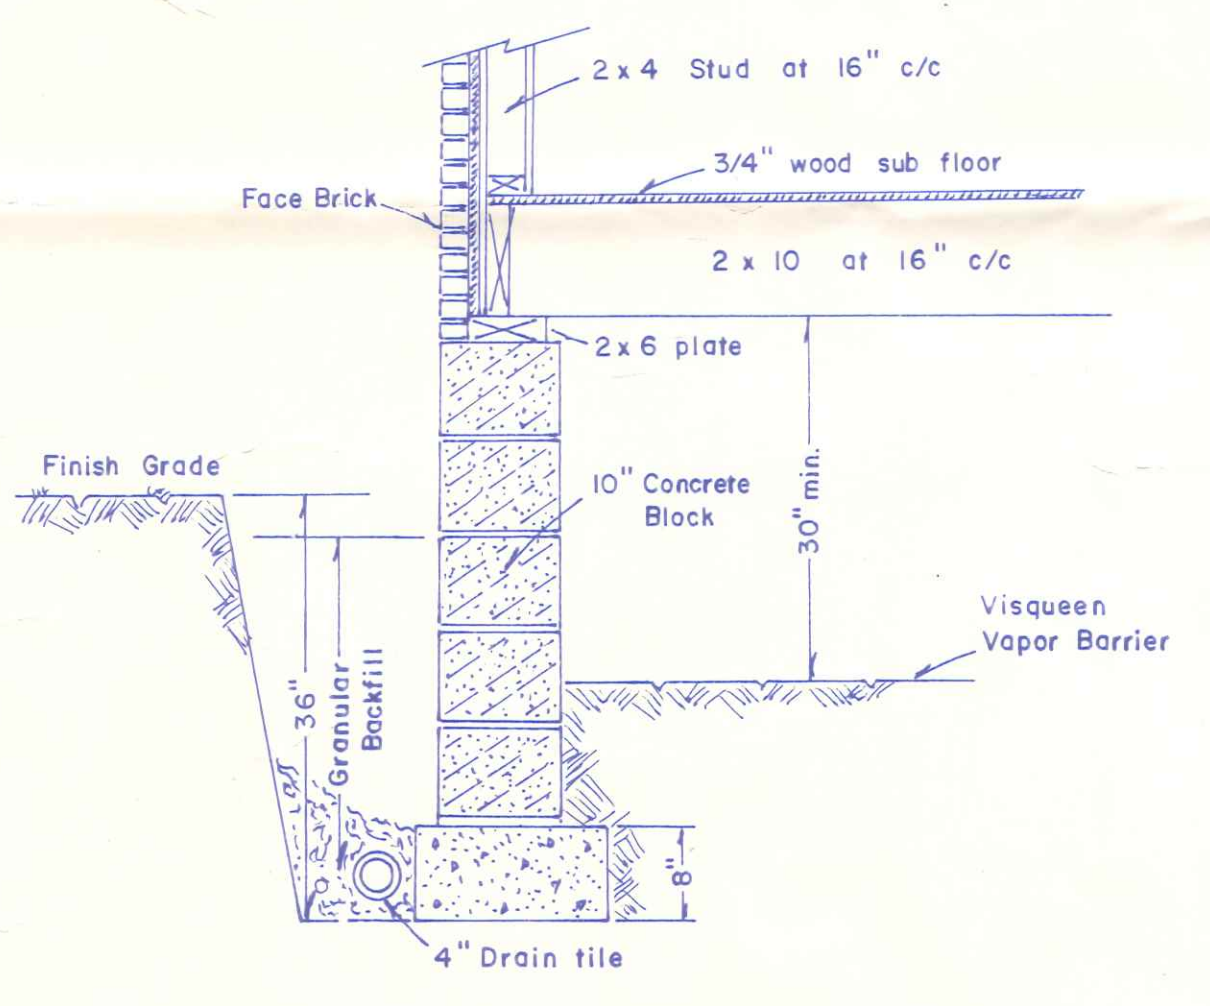 2 x 4 Stud at 16" c/c
3/4" wood sub floor
Face Brick
2 x 10 at 16" c/c
2 x 6 plate
Finish Grade
10" Concrete
Block
30" min.
Visqueen
Vapor Barrier
36"
Granular
Backfill
8"
4" Drain tile